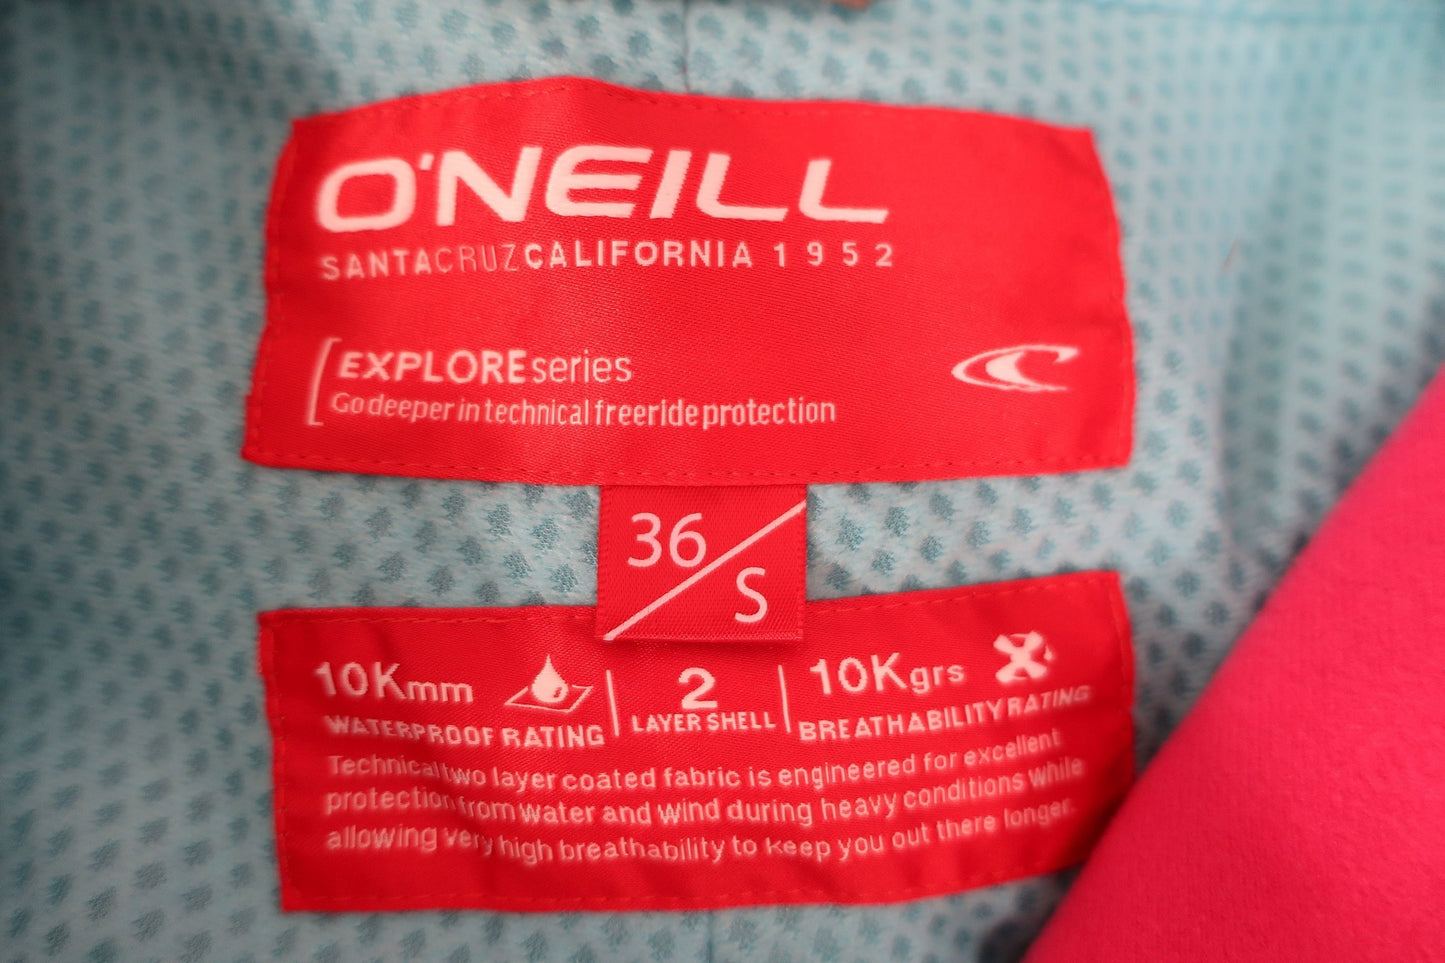 O'NEILL
SANTACRUZCALIFORNIA 1952
EXPLOREseries
Go deeper in technical freeride protection
36/S
10Kmm
WATERPROOF RATING
2
LAYER SHELL
10Kgrs
BREATHABILITY RATING
Technical two layer coated fabric is engineered for excellent
protection from water and wind during heavy conditions while
allowing very high breathability to keep you out there longer.